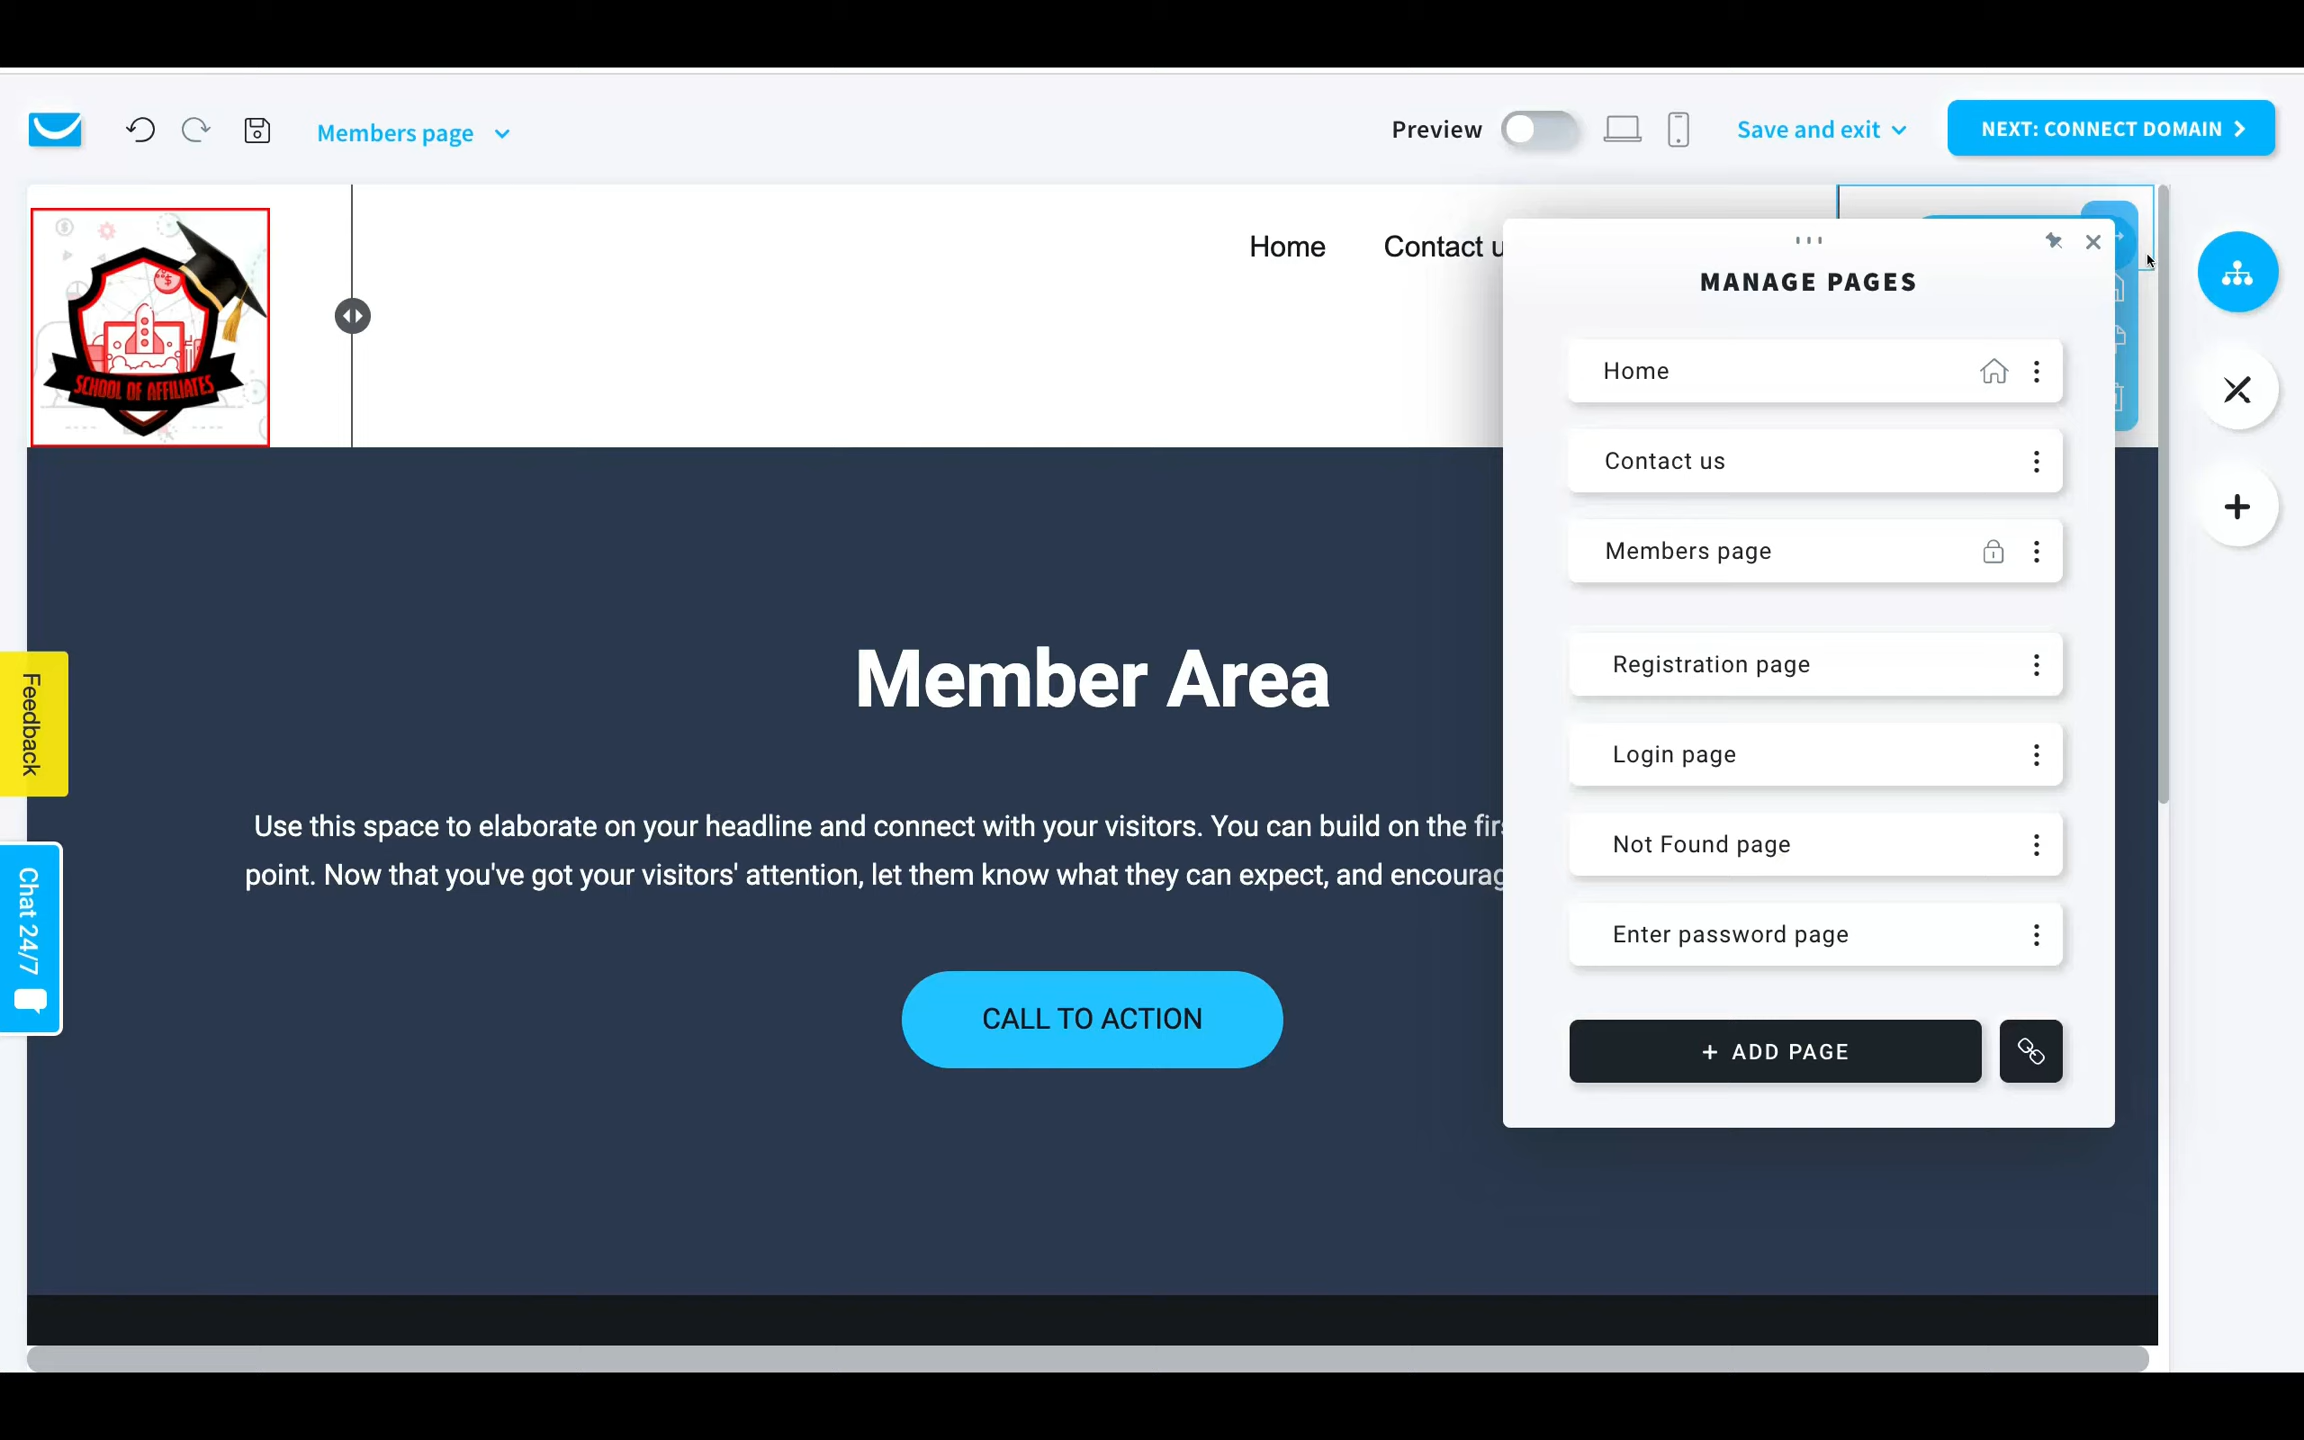 Members page
Preview
Save and exit
NEXT: CONNECT DOMAIN
SCHOOL OF AFFILIATES
Home
Contact u
MANAGE PAGES
Home
Contact us
Members page
Registration page
Login page
Not Found page
Enter password page
+ ADD PAGE
Member Area
Use this space to elaborate on your headline and connect with your visitors. You can build on the firs
point. Now that you've got your visitors' attention, let them know what they can expect, and encourag
CALL TO ACTION
Feedback
Chat 24/7